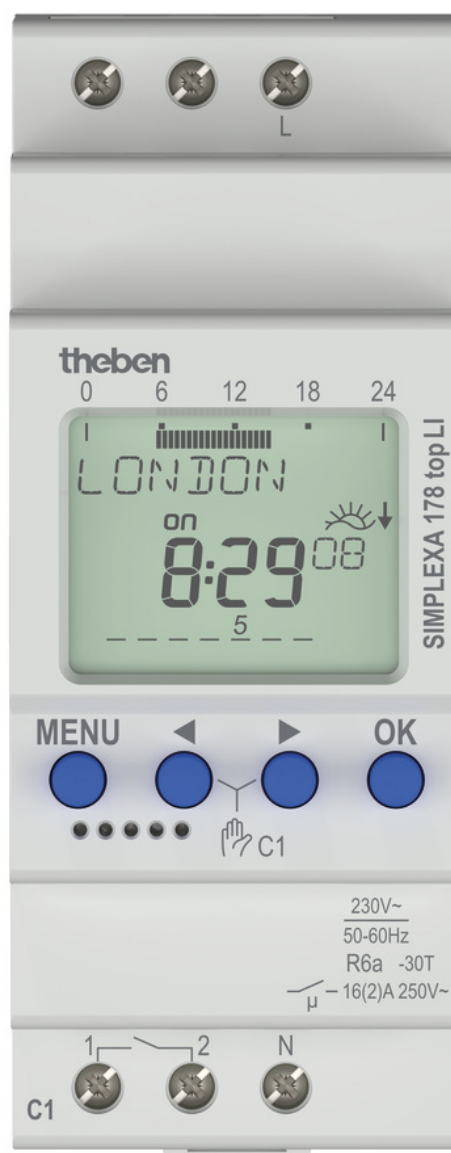 L
theben
0 6 12 18 24
LONDON
on
8:29 08
5
SIMPLEXA 178 top LI
MENU ◀ ▶ OK
C1
230V~
50-60Hz
R6a -30T
µ 16(2)A 250V~
1 2 N
C1